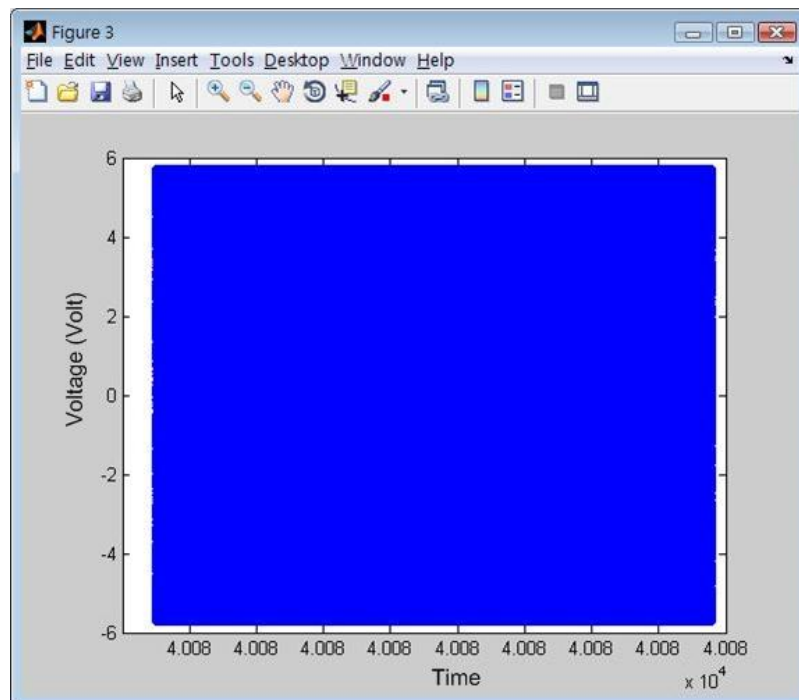 Figure 3
File Edit View Insert Tools Desktop Window Help
6
4
2
0
-2
-4
-6
Voltage (Volt)
4.008 4.008 4.008 4.008 4.008 4.008 4.008 4.008 4.008
Time
x 10^4